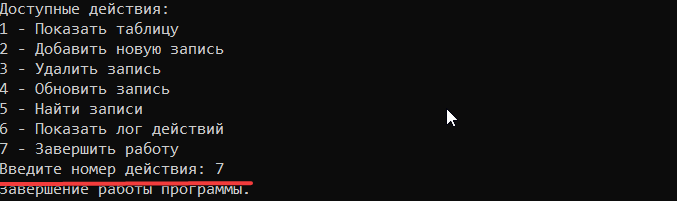 Доступные действия:
1 - Показать таблицу
2 - Добавить новую запись
3 - Удалить запись
4 - Обновить запись
5 - Найти записи
6 - Показать лог действий
7 - Завершить работу
Введите номер действия: 7
Завершение работы программы.